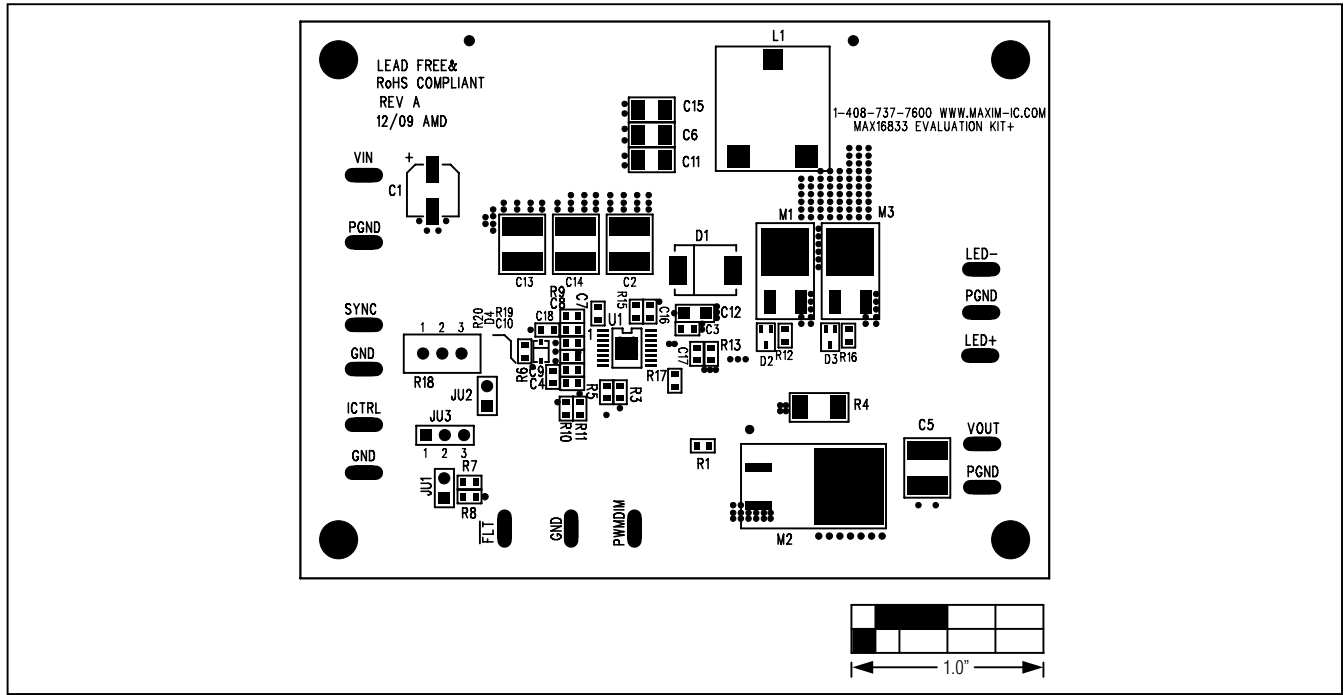 L1
LEAD FREE&
RoHS COMPLIANT
REV A
12/09 AMD
C15
C6
C11
1-408-737-7600 WWW.MAXIM-IC.COM
MAX16833 EVALUATION KIT+
VIN
+
C1
PGND
M1
M3
D1
C13
C14
C2
LED-
PGND
LED+
SYNC
GND
1 2 3
R18
R20
D4
R19
C10
R9
C8
C7
C18
1
U1
R15
C16
C12
C3
C17
R13
D2
R12
D3
R16
R6
C9
C4
R17
R5
R3
R10
R11
JU2
ICTRL
JU3
1 2 3
GND
JU1
R7
R8
R4
R1
C5
VOUT
PGND
M2
FLT
GND
PWMDIM
1.0"